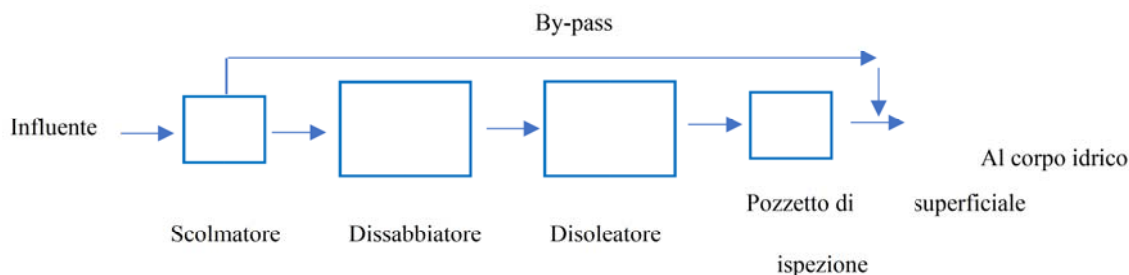 By-pass
Influente
Al corpo idrico
superficiale
Scolmatore
Dissabbiatore
Disoleatore
Pozzetto di
ispezione